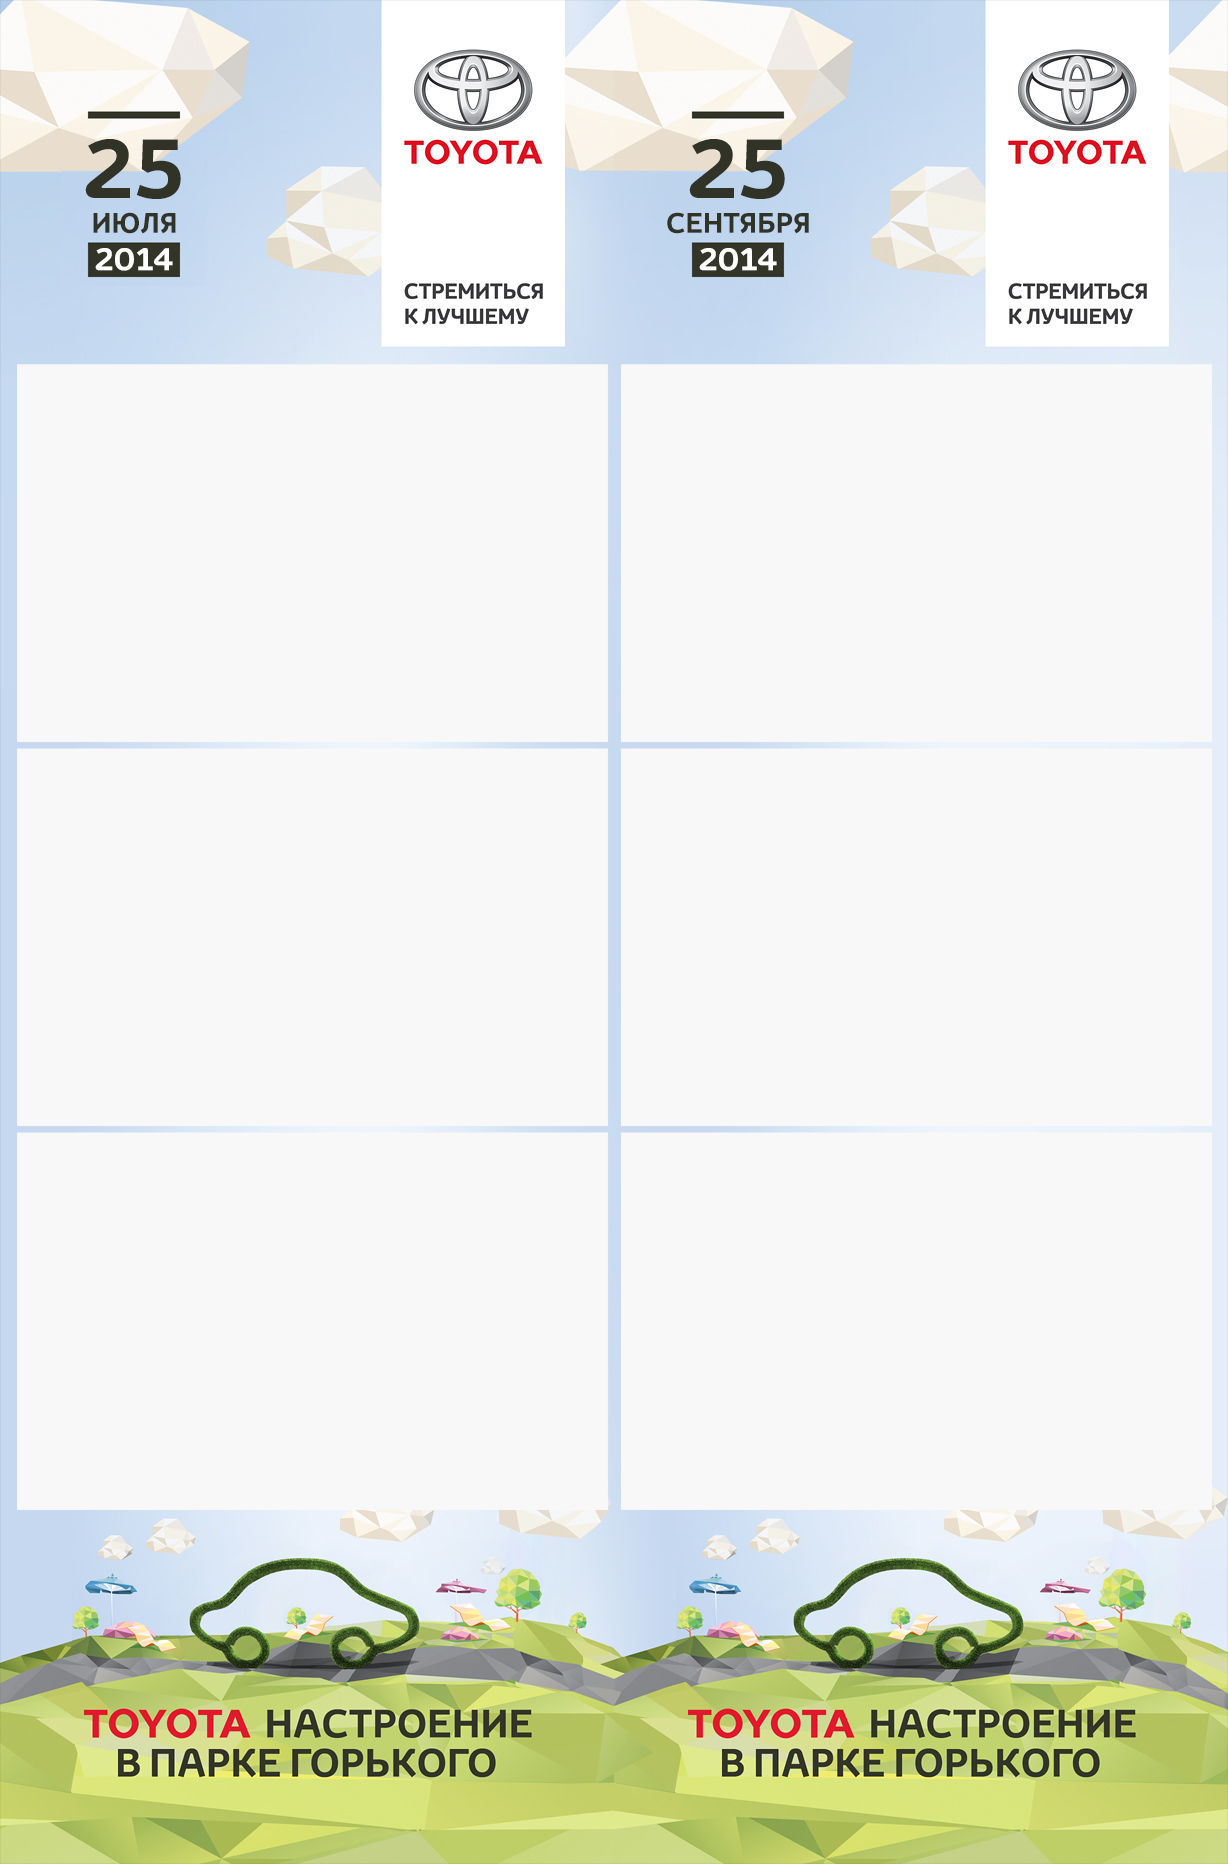 25
ИЮЛЯ
2014
TOYOTA
СТРЕМИТЬСЯ
К ЛУЧШЕМУ
25
СЕНТЯБРЯ
2014
TOYOTA
СТРЕМИТЬСЯ
К ЛУЧШЕМУ
TOYOTA НАСТРОЕНИЕ
В ПАРКЕ ГОРЬКОГО
TOYOTA НАСТРОЕНИЕ
В ПАРКЕ ГОРЬКОГО